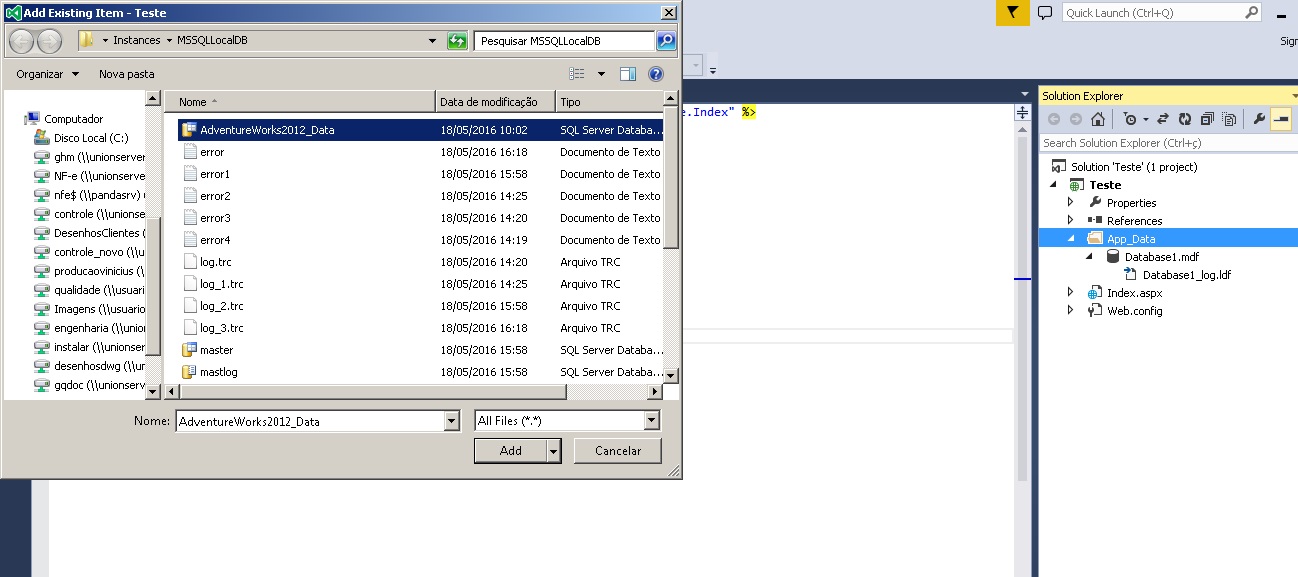 Add Existing Item - Teste
Instances MSSQLLocalDB
Pesquisar MSSQLLocalDB
Organizar Nova pasta
Computador
Disco Local (C:)
ghm (\\unionserver
NF-e (\\unionserve
nfe$ (\\pandasrv) (
controle (\\unionse
DesenhosClientes (
controle_novo (\\u
producaovinicius (\
qualidade (\\usuari
Imagens (\\usuario
engenharia (\\unio
instalar (\\unionser
desenhosdwg (\\u
gqdoc (\\unionserv
Nome Data de modificação Tipo
AdventureWorks2012_Data 18/05/2016 10:02 SQL Server Databa...
error 18/05/2016 16:18 Documento de Texto
error1 18/05/2016 15:58 Documento de Texto
error2 18/05/2016 14:25 Documento de Texto
error3 18/05/2016 14:20 Documento de Texto
error4 18/05/2016 14:19 Documento de Texto
log.trc 18/05/2016 14:20 Arquivo TRC
log_1.trc 18/05/2016 14:25 Arquivo TRC
log_2.trc 18/05/2016 15:58 Arquivo TRC
log_3.trc 18/05/2016 16:18 Arquivo TRC
master 18/05/2016 15:58 SQL Server Databa...
mastlog 18/05/2016 15:58 SQL Server Databa...
Nome: AdventureWorks2012_Data
All Files (*.*)
Add Cancelar
Quick Launch (Ctrl+Q)
Sign
e.Index" %>
Solution Explorer
Search Solution Explorer (Ctrl+ç)
Solution 'Teste' (1 project)
Teste
Properties
References
App_Data
Database1.mdf
Database1_log.ldf
Index.aspx
Web.config